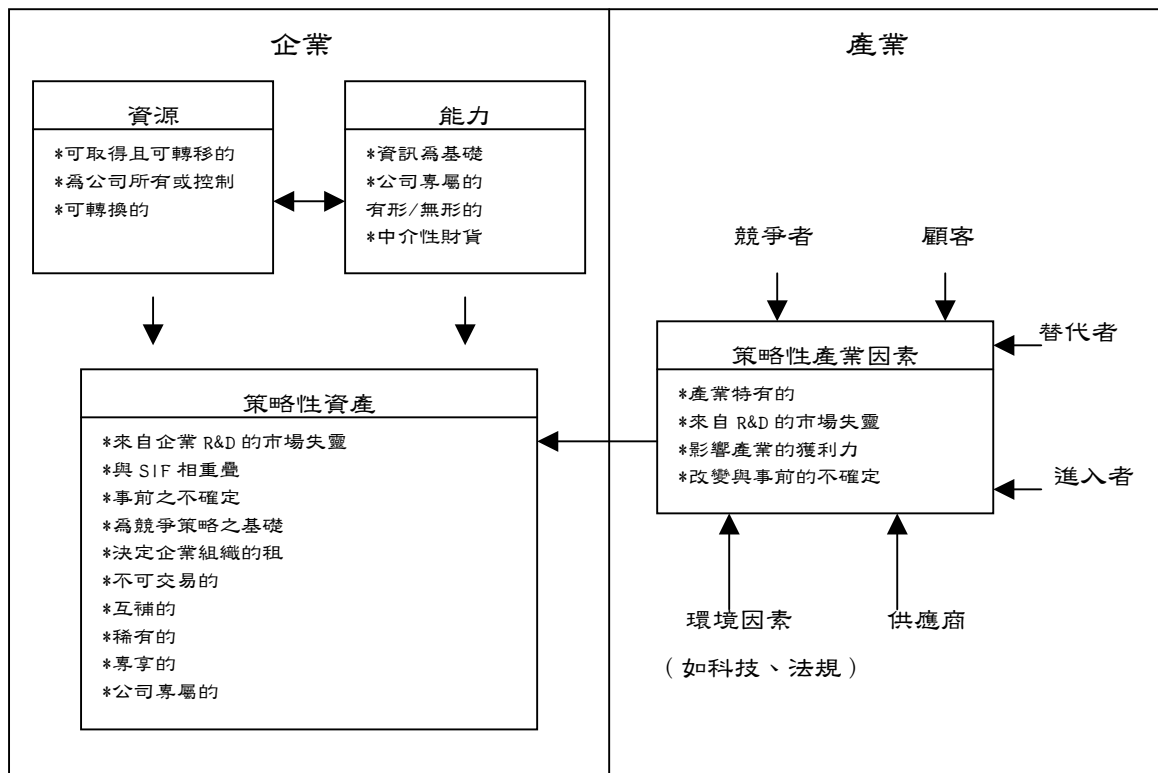 企業
資源
*可取得且可轉移的
*為公司所有或控制
*可轉換的
能力
*資訊為基礎
*公司專屬的
有形/無形的
*中介性財貨
策略性資產
*來自企業 R&D 的市場失靈
*與 SIF 相重疊
*事前之不確定
*為競爭策略之基礎
*決定企業組織的租
*不可交易的
*互補的
*稀有的
*專享的
*公司專屬的
產業
競爭者
顧客
替代者
策略性產業因素
*產業特有的
*來自 R&D 的市場失靈
*影響產業的獲利力
*改變與事前的不確定
進入者
環境因素
(如科技、法規)
供應商